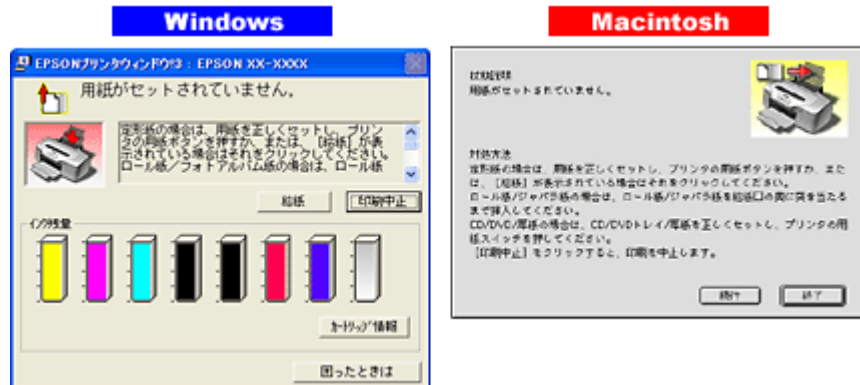 Windows
EPSONプリンタウィンドウ!3 : EPSON XX-XXXX
用紙がセットされていません。
定形紙の場合は、用紙を正しくセットし、プリン
タの用紙ボタンを押すか、または、［給紙］が表
示されている場合はそれをクリックしてください。
ロール紙/フォトアルバム紙の場合は、ロール紙
給紙
印刷中止
インク残量
カートリッジ情報
困ったときは
Macintosh
用紙がセットされていません。
対処方法
定形紙の場合は、用紙を正しくセットし、プリンタの用紙ボタンを押すか、また
は、［給紙］が表示されている場合はそれをクリックしてください。
ロール紙/ジャバラ紙の場合は、ロール紙/ジャバラ紙を給紙口の奥に突き当たる
まで挿入してください。
CD/DVD/厚紙の場合は、CD/DVDトレイ/厚紙を正しくセットし、プリンタの用
紙スイッチを押してください。
［印刷中止］をクリックすると、印刷を中止します。
続行
終了